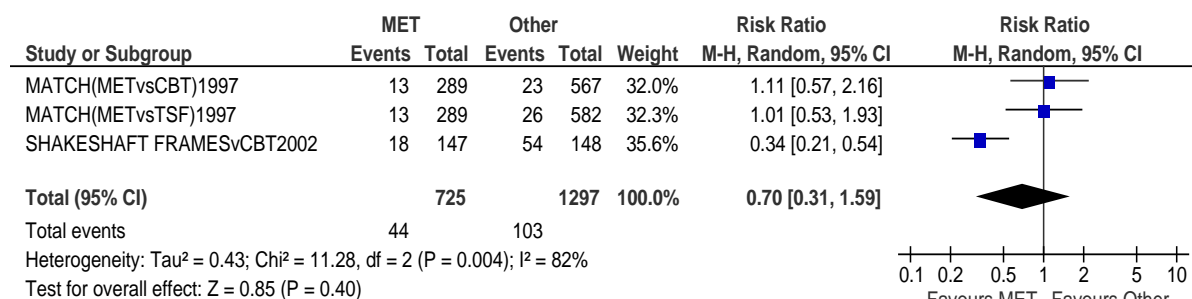 MET Other Risk Ratio Risk Ratio
Study or Subgroup Events Total Events Total Weight M-H, Random, 95% CI M-H, Random, 95% CI
MATCH(METvsCBT)1997 13 289 23 567 32.0% 1.11 [0.57, 2.16]
MATCH(METvsTSF)1997 13 289 26 582 32.3% 1.01 [0.53, 1.93]
SHAKESHAFT FRAMESvCBT2002 18 147 54 148 35.6% 0.34 [0.21, 0.54]
Total (95% CI) 725 1297 100.0% 0.70 [0.31, 1.59]
Total events 44 103
Heterogeneity: Tau² = 0.43; Chi² = 11.28, df = 2 (P = 0.004); I² = 82%
Test for overall effect: Z = 0.85 (P = 0.40)
0.1 0.2 0.5 1 2 5 10
Favours MET Favours Other